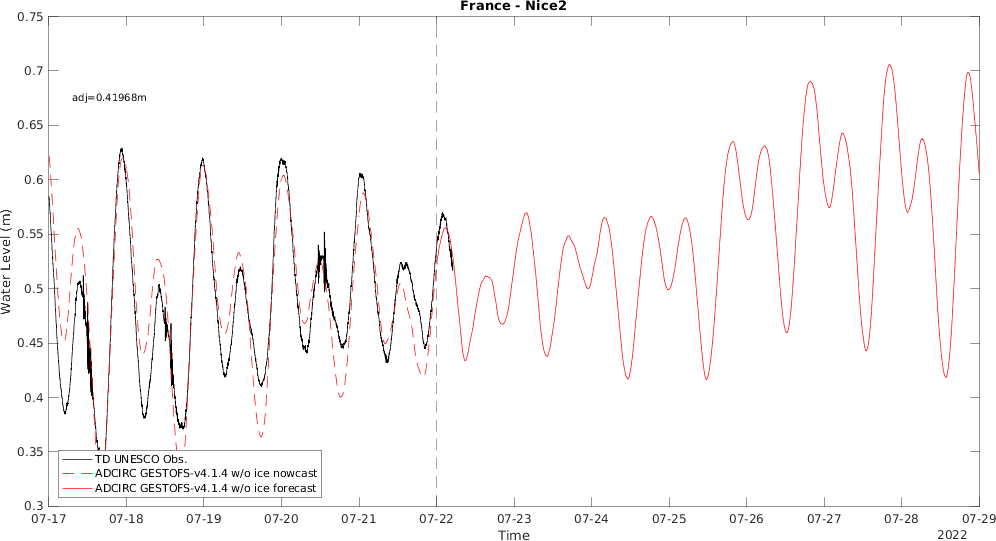 France - Nice2
0.75
0.7
0.65
0.6
0.55
0.5
0.45
0.4
0.35
0.3
Water Level (m)
adj=0.41968m
TD UNESCO Obs.
ADCIRC GESTOFS-v4.1.4 w/o ice nowcast
ADCIRC GESTOFS-v4.1.4 w/o ice forecast
07-17 07-18 07-19 07-20 07-21 07-22 07-23 07-24 07-25 07-26 07-27 07-28 07-29
Time
2022